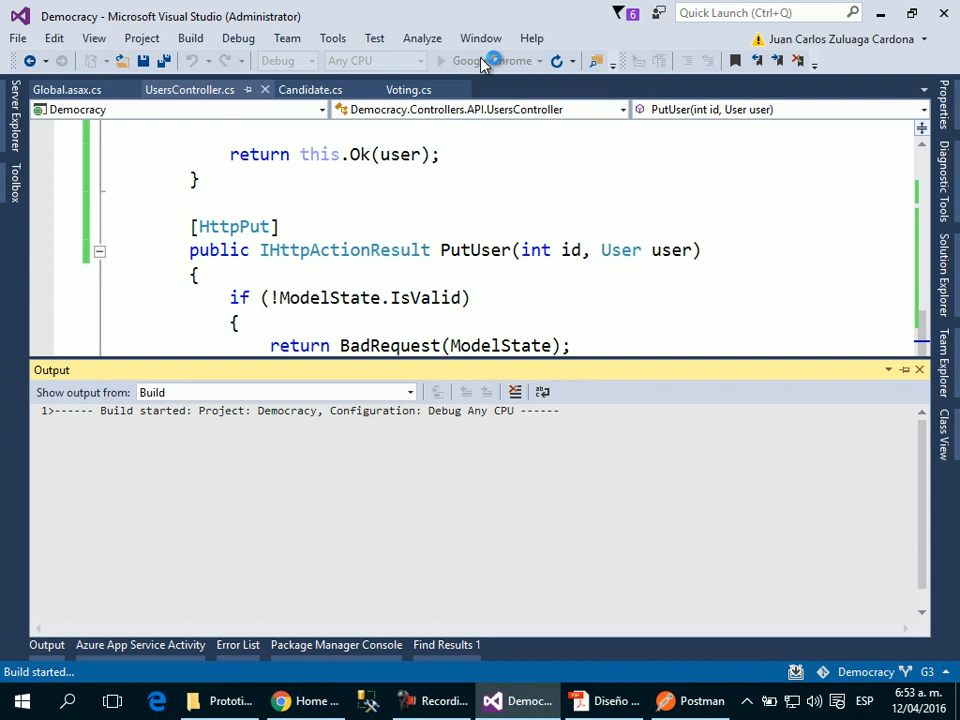 Democracy - Microsoft Visual Studio (Administrator)
6
Quick Launch (Ctrl+Q)
File Edit View Project Build Debug Team Tools Test Analyze Window Help
Juan Carlos Zuluaga Cardona
Debug Any CPU
Global.asax.cs UsersController.cs Candidate.cs Voting.cs
Democracy Democracy.Controllers.API.UsersController PutUser(int id, User user)
Server Explorer
Toolbox
return this.Ok(user);
}
[HttpPut]
public IHttpActionResult PutUser(int id, User user)
{
if (!ModelState.IsValid)
{
return BadRequest(ModelState);
Properties
Diagnostic Tools
Solution Explorer
Team Explorer
Class View
Output
Show output from: Build
1>------ Build started: Project: Democracy, Configuration: Debug Any CPU ------
Output Azure App Service Activity Error List Package Manager Console Find Results 1
Build started... Democracy G3
Prototi... Home ... Recordi... Democ... Diseño ... Postman ESP
6:53 a. m.
12/04/2016